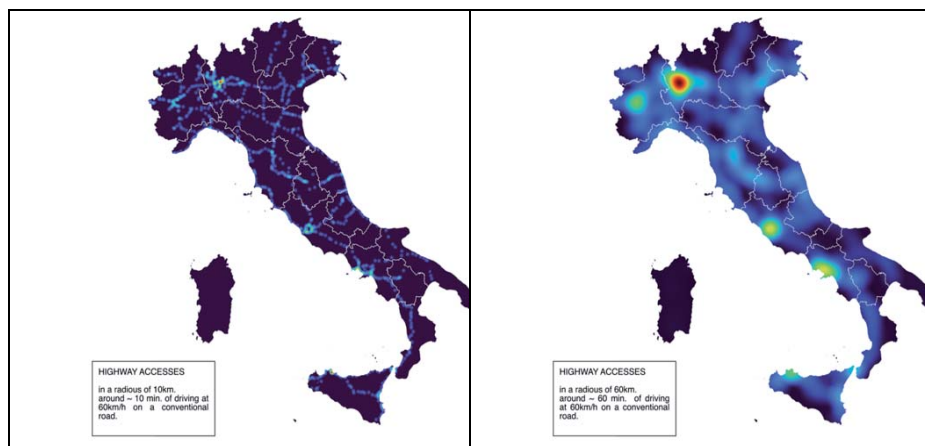 HIGHWAY ACCESSES
in a radious of 10km.
around ~ 10 min. of driving at
60km/h on a conventional
road.
HIGHWAY ACCESSES
in a radious of 60km.
around ~ 60 min. of driving
at 60km/h on a conventional
road.